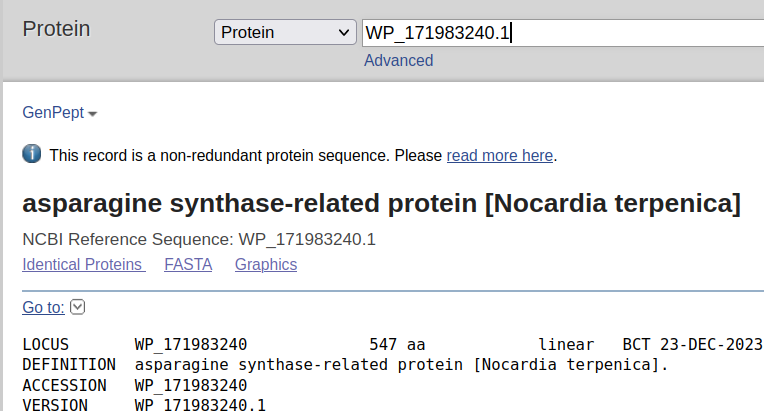 Protein
Protein WP_171983240.1
Advanced
GenPept
This record is a non-redundant protein sequence. Please read more here.
asparagine synthase-related protein [Nocardia terpenica]
NCBI Reference Sequence: WP_171983240.1
Identical Proteins FASTA Graphics
Go to:
LOCUS WP_171983240 547 aa linear BCT 23-DEC-2023
DEFINITION asparagine synthase-related protein [Nocardia terpenica].
ACCESSION WP_171983240
VERSION WP_171983240.1